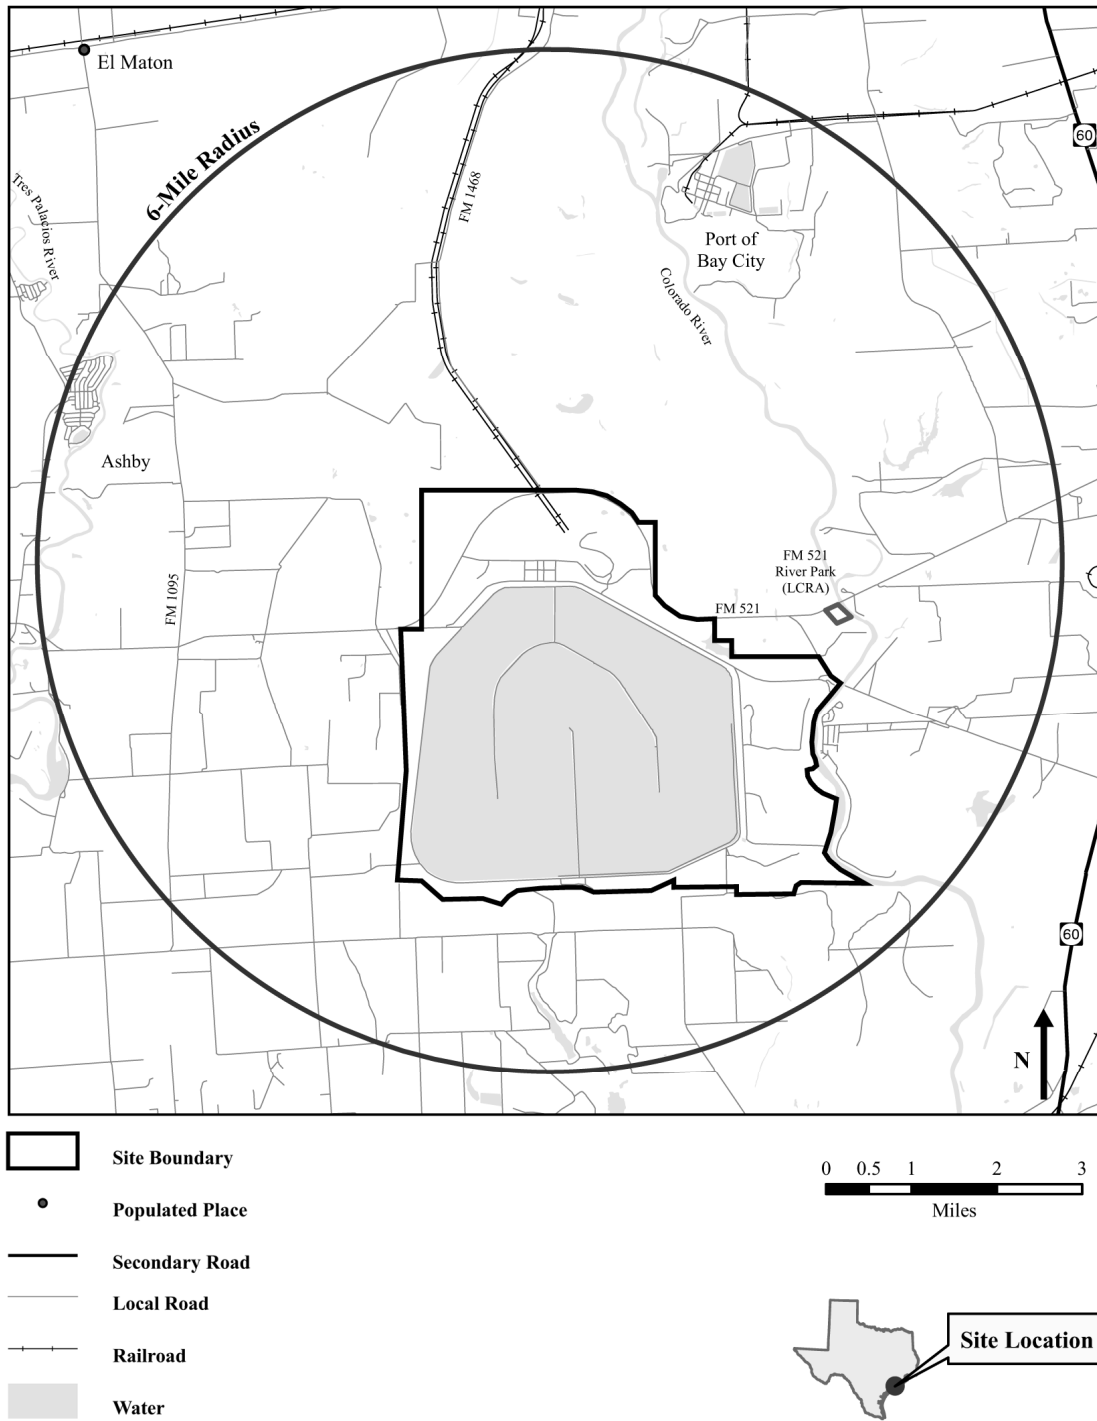 El Maton
6-Mile Radius
60
Tres Palacios River
FM 1468
Port of
Bay City
Colorado River
Ashby
FM 521
River Park
(LCRA)
FM 1095
FM 521
60
N
Site Boundary
Populated Place
Secondary Road
Local Road
Railroad
Water
0 0.5 1 2 3
Miles
Site Location